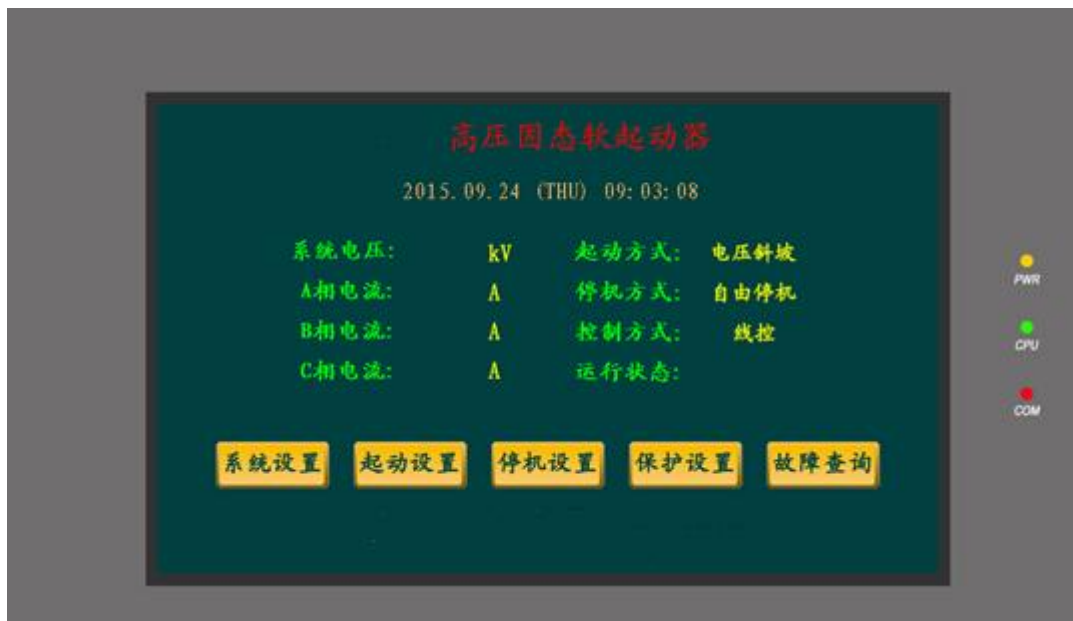 高压固态软起动器
2015.09.24 (THU) 09:03:08
系统电压: kV 起动方式: 电压斜坡
A相电流: A 停机方式: 自由停机
PWR
B相电流: A 控制方式: 线控
CPU
C相电流: A 运行状态:
COM
系统设置 起动设置 停机设置 保护设置 故障查询